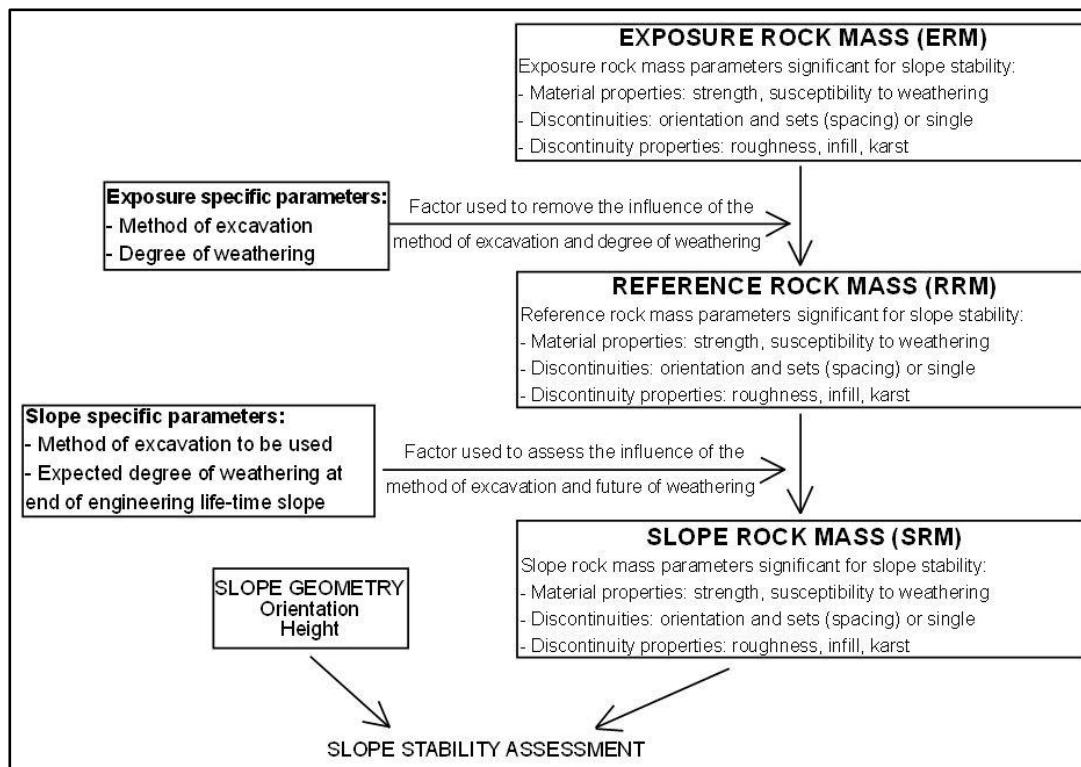 EXPOSURE ROCK MASS (ERM)
Exposure rock mass parameters significant for slope stability:
- Material properties: strength, susceptibility to weathering
- Discontinuities: orientation and sets (spacing) or single
- Discontinuity properties: roughness, infill, karst
Exposure specific parameters:
- Method of excavation
- Degree of weathering
Factor used to remove the influence of the
method of excavation and degree of weathering
REFERENCE ROCK MASS (RRM)
Reference rock mass parameters significant for slope stability:
- Material properties: strength, susceptibility to weathering
- Discontinuities: orientation and sets (spacing) or single
- Discontinuity properties: roughness, infill, karst
Slope specific parameters:
- Method of excavation to be used
- Expected degree of weathering at
end of engineering life-time slope
Factor used to assess the influence of the
method of excavation and future of weathering
SLOPE ROCK MASS (SRM)
Slope rock mass parameters significant for slope stability:
- Material properties: strength, susceptibility to weathering
- Discontinuities: orientation and sets (spacing) or single
- Discontinuity properties: roughness, infill, karst
SLOPE GEOMETRY
Orientation
Height
SLOPE STABILITY ASSESSMENT